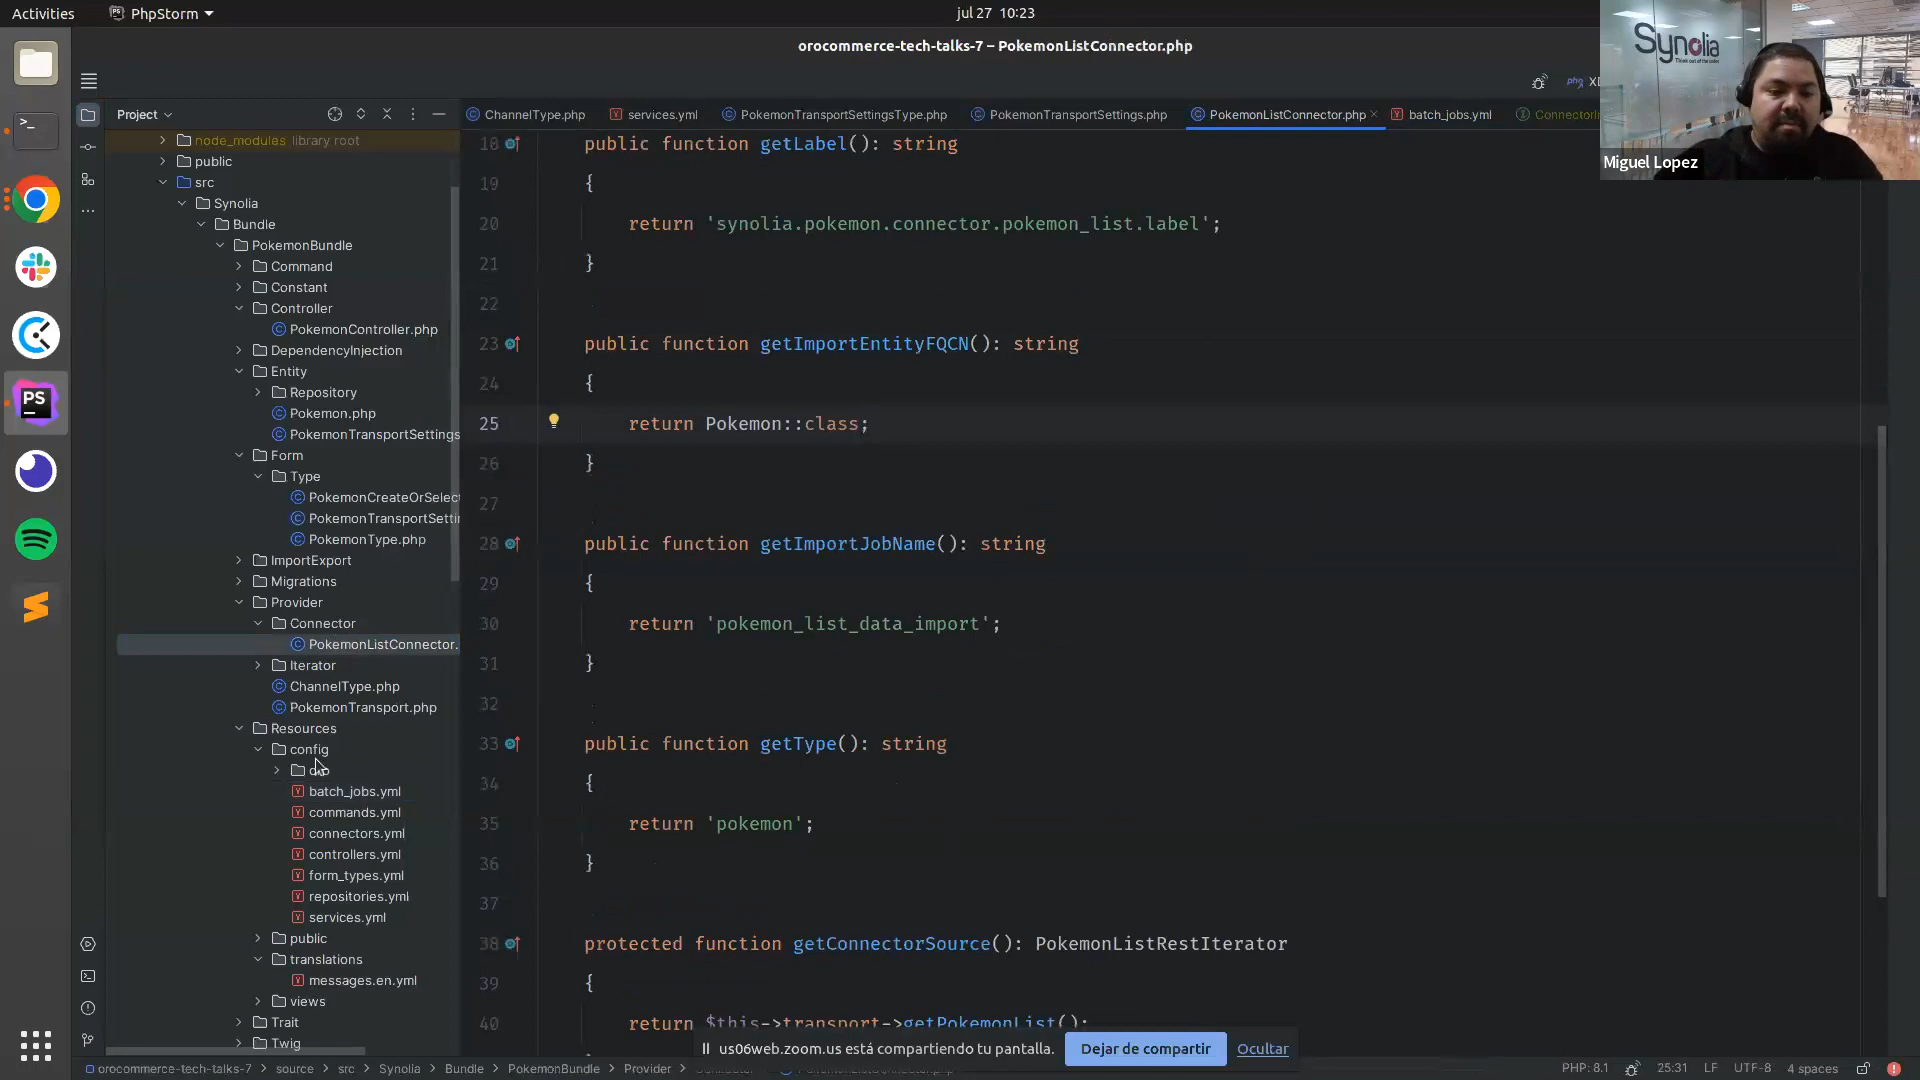 Activities
PhpStorm
jul 27 10:23
orocommerce-tech-talks-7 – PokemonListConnector.php
php
Synolia
Miguel Lopez
Project
ChannelType.php
services.yml
PokemonTransportSettingsType.php
PokemonTransportSettings.php
PokemonListConnector.php
batch_jobs.yml
node_modules library root
public
src
Synolia
Bundle
PokemonBundle
Command
Constant
Controller
PokemonController.php
DependencyInjection
Entity
Repository
Pokemon.php
PokemonTransportSettings
Form
Type
PokemonCreateOrSelect
PokemonTransportSetti
PokemonType.php
ImportExport
Migrations
Provider
Connector
PokemonListConnector.
Iterator
ChannelType.php
PokemonTransport.php
Resources
config
batch_jobs.yml
commands.yml
connectors.yml
controllers.yml
form_types.yml
repositories.yml
services.yml
public
translations
messages.en.yml
views
Trait
Twig
18 public function getLabel(): string
19 {
20 return 'synolia.pokemon.connector.pokemon_list.label';
21 }
22
23 public function getImportEntityFQCN(): string
24 {
25 return Pokemon::class;
26 }
27
28 public function getImportJobName(): string
29 {
30 return 'pokemon_list_data_import';
31 }
32
33 public function getType(): string
34 {
35 return 'pokemon';
36 }
37
38 protected function getConnectorSource(): PokemonListRestIterator
39 {
40 return $this->transport->getPokemonList();
us06web.zoom.us está compartiendo tu pantalla.
Dejar de compartir
Ocultar
orocommerce-tech-talks-7 > source > src > Synolia > Bundle > PokemonBundle > Provider
PHP: 8.1
25:31
LF
UTF-8
4 spaces